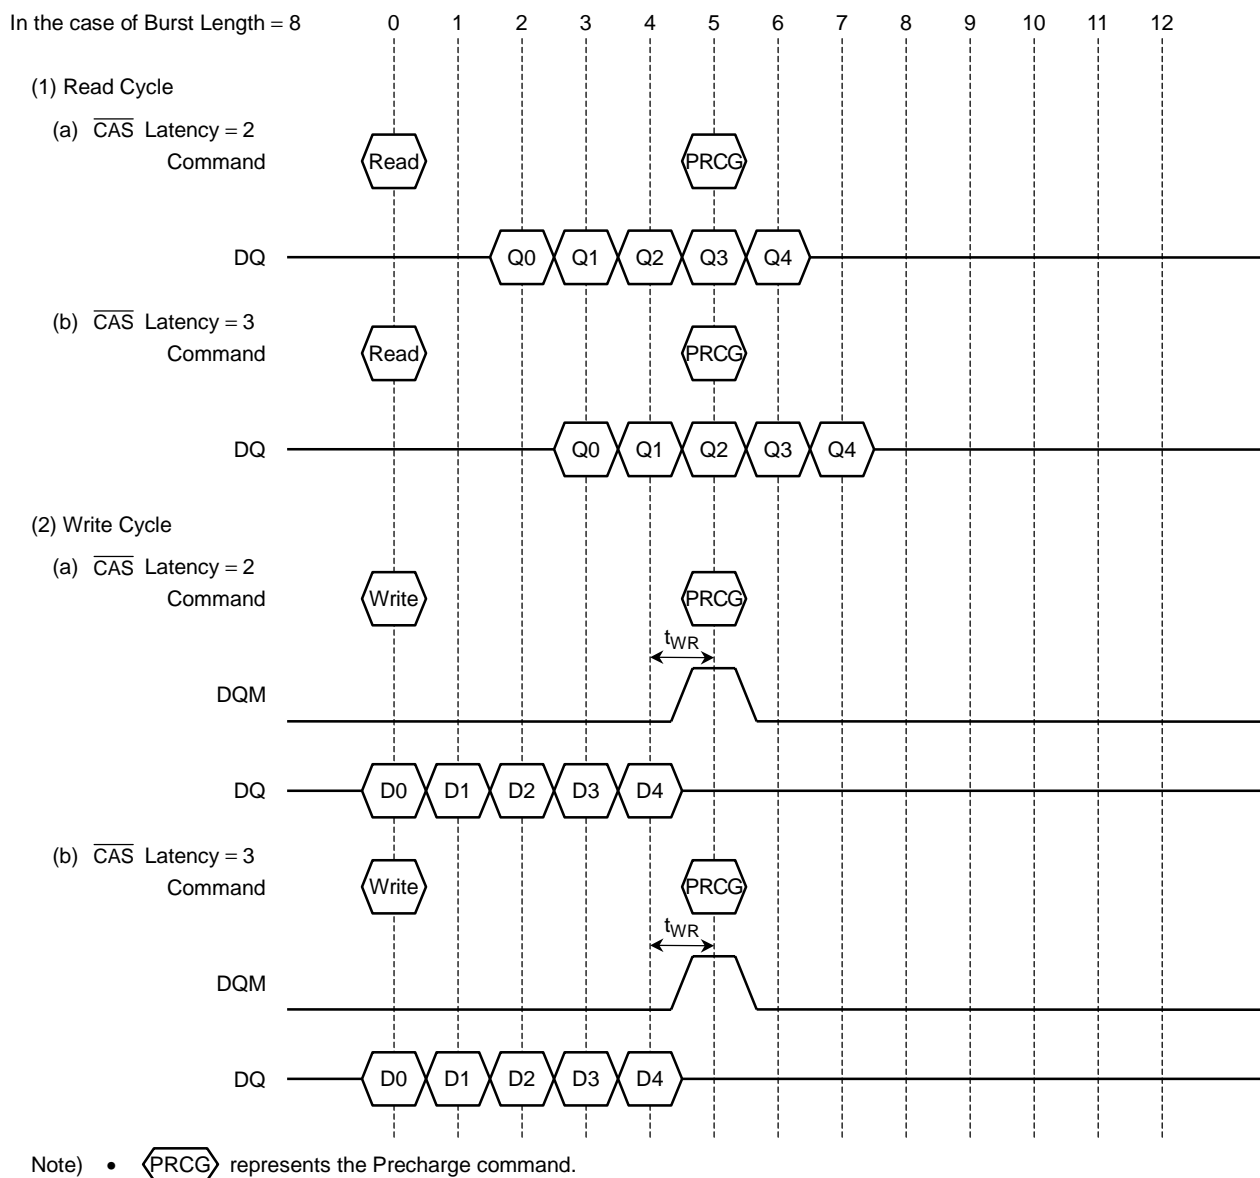 In the case of Burst Length = 8 0 1 2 3 4 5 6 7 8 9 10 11 12
(1) Read Cycle
(a) CAS Latency = 2
Command Read PRCG
DQ Q0 Q1 Q2 Q3 Q4
(b) CAS Latency = 3
Command Read PRCG
DQ Q0 Q1 Q2 Q3 Q4
(2) Write Cycle
(a) CAS Latency = 2
Command Write PRCG
tWR
DQM
DQ D0 D1 D2 D3 D4
(b) CAS Latency = 3
Command Write PRCG
tWR
DQM
DQ D0 D1 D2 D3 D4
Note) • PRCG represents the Precharge command.